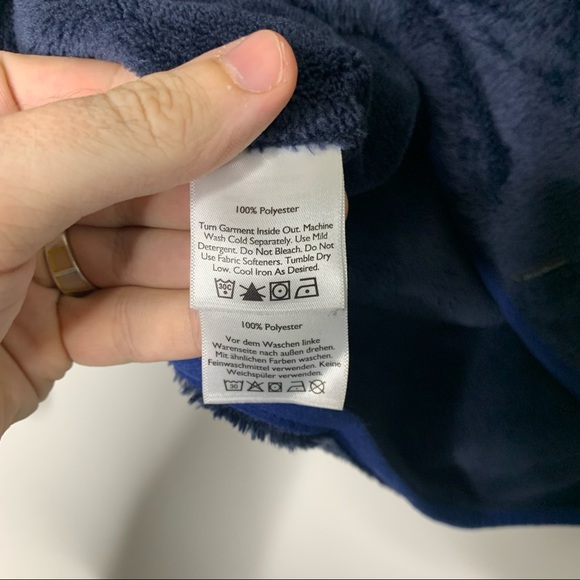 100% Polyester
Turn Garment Inside Out. Machine
Wash Cold Separately. Use Mild
Detergent. Do Not Bleach. Do Not
Use Fabric Softeners. Tumble Dry
Low. Cool Iron As Desired.
30C
100% Polyester
Vor dem Waschen linke
Warenseite nach außen drehen.
Mit ähnlichen Farben waschen.
Feinwaschmittel verwenden. Keine
Weichspüler verwenden.
30